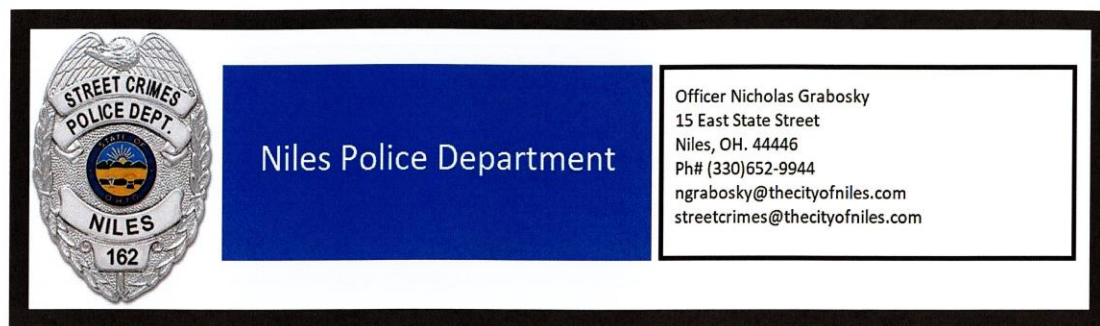 STREET CRIMES
POLICE DEPT.
STATE OF
OHIO
NILES
162
Niles Police Department
Officer Nicholas Grabosky
15 East State Street
Niles, OH. 44446
Ph# (330)652-9944
ngrabosky@thecityofniles.com
streetcrimes@thecityofniles.com